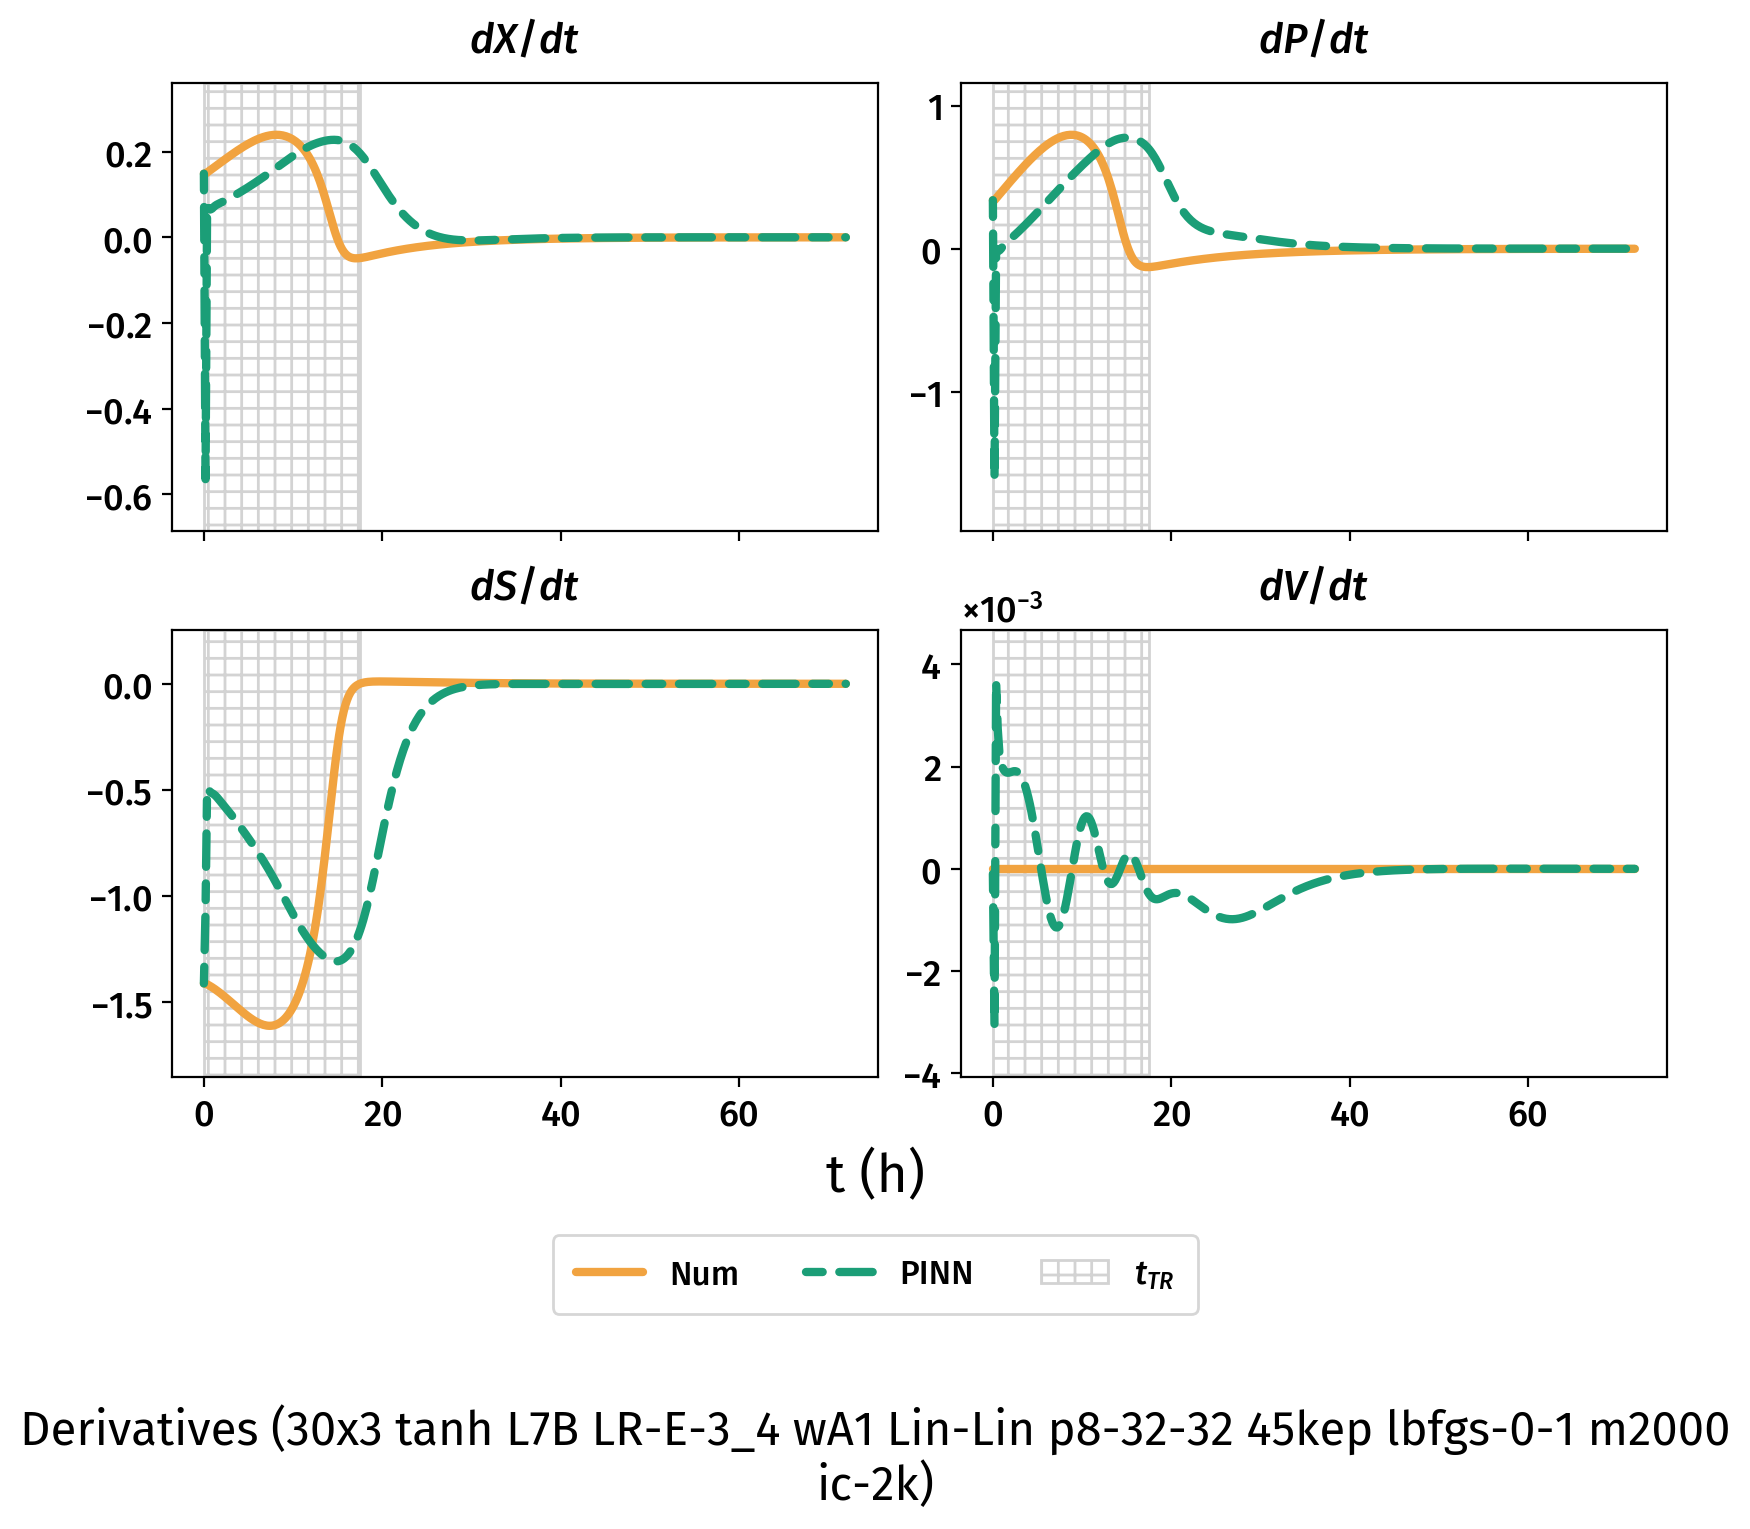 dX/dt
dP/dt
0.2
0.0
−0.2
−0.4
−0.6
1
0
−1
dS/dt
dV/dt
×10⁻³
0.0
−0.5
−1.0
−1.5
4
2
0
−2
−4
0 20 40 60
0 20 40 60
t (h)
Num PINN t_TR
Derivatives (30x3 tanh L7B LR-E-3_4 wA1 Lin-Lin p8-32-32 45kep lbfgs-0-1 m2000
ic-2k)